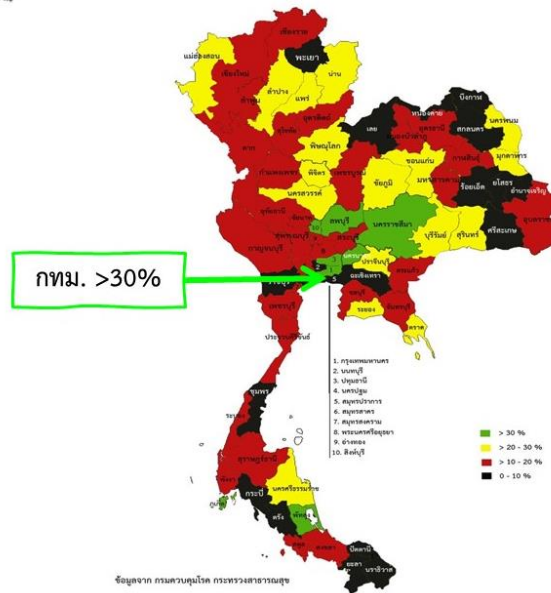 เชียงราย
พะเยา
แม่ฮ่องสอน
เชียงใหม่
น่าน
ลำปาง
แพร่
ลำพูน
อุตรดิตถ์
สุโขทัย
ตาก
พิษณุโลก
กำแพงเพชร
พิจิตร
เพชรบูรณ์
นครสวรรค์
เลย
หนองคาย
บึงกาฬ
อุดรธานี
สกลนคร
นครพนม
มุกดาหาร
ขอนแก่น
กาฬสินธุ์
ชัยภูมิ
ร้อยเอ็ด
ยโสธร
อำนาจเจริญ
อุบลราชธานี
อุทัยธานี
ลพบุรี
นครราชสีมา
บุรีรัมย์
สุรินทร์
ศรีสะเกษ
สุพรรณบุรี
สระบุรี
กาญจนบุรี
ปราจีนบุรี
ฉะเชิงเทรา
สระแก้ว
กทม. >30%
ชลบุรี
ระยอง
จันทบุรี
ตราด
เพชรบุรี
ประจวบคีรีขันธ์
1. กรุงเทพมหานคร
2. นนทบุรี
3. ปทุมธานี
4. นครปฐม
5. สมุทรปราการ
6. สมุทรสาคร
7. สมุทรสงคราม
8. พระนครศรีอยุธยา
9. อ่างทอง
10. สิงห์บุรี
ชุมพร
ระนอง
สุราษฎร์ธานี
พังงา
นครศรีธรรมราช
ภูเก็ต
กระบี่
ตรัง
พัทลุง
สตูล
สงขลา
ปัตตานี
ยะลา
นราธิวาส
> 30 %
> 20 - 30 %
> 10 - 20 %
0 - 10 %
ข้อมูลจาก กรมควบคุมโรค กระทรวงสาธารณสุข